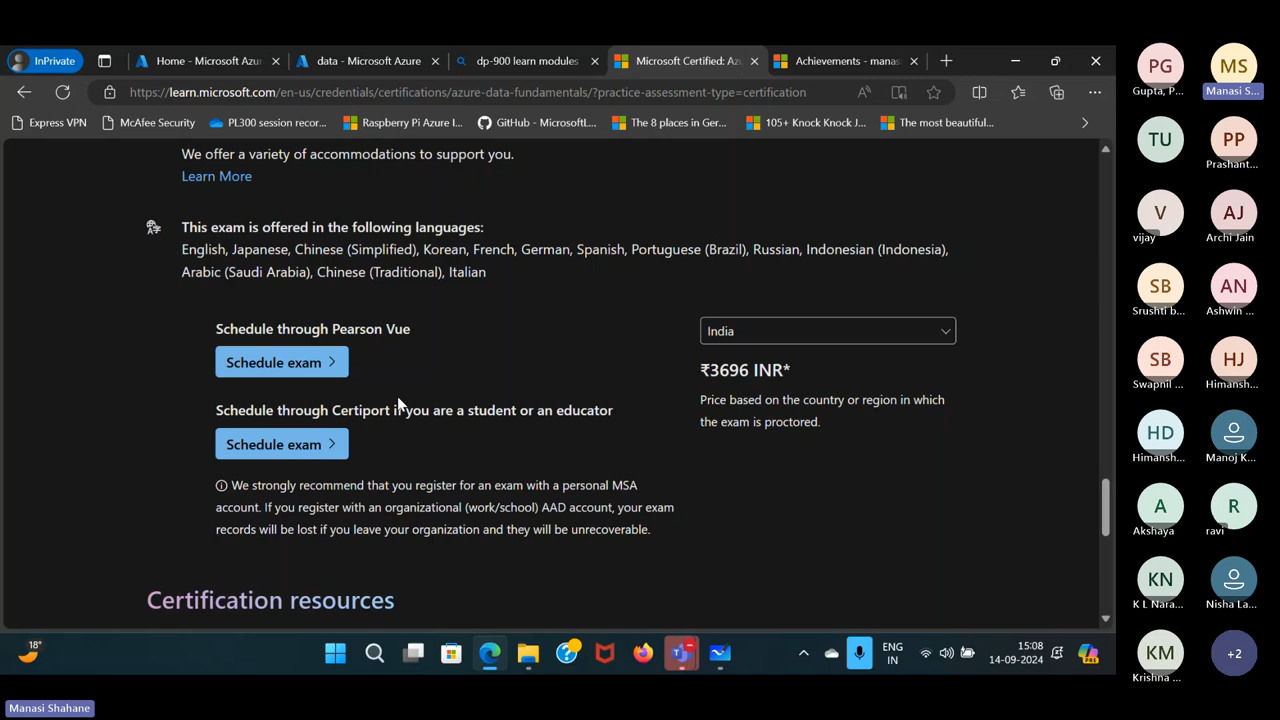 InPrivate
Home - Microsoft Azu
data - Microsoft Azure
dp-900 learn modules
Microsoft Certified: Az
Achievements - manas
https://learn.microsoft.com/en-us/credentials/certifications/azure-data-fundamentals/?practice-assessment-type=certification
Express VPN
McAfee Security
PL300 session recor...
Raspberry Pi Azure I...
GitHub - MicrosoftL...
The 8 places in Ger...
105+ Knock Knock J...
The most beautiful...
We offer a variety of accommodations to support you.
Learn More
This exam is offered in the following languages:
English, Japanese, Chinese (Simplified), Korean, French, German, Spanish, Portuguese (Brazil), Russian, Indonesian (Indonesia),
Arabic (Saudi Arabia), Chinese (Traditional), Italian
Schedule through Pearson Vue
Schedule exam
India
₹3696 INR*
Price based on the country or region in which
the exam is proctored.
Schedule through Certiport if you are a student or an educator
Schedule exam
We strongly recommend that you register for an exam with a personal MSA
account. If you register with an organizational (work/school) AAD account, your exam
records will be lost if you leave your organization and they will be unrecoverable.
Certification resources
18°
ENG
IN
15:08
14-09-2024
PRE
Manasi Shahane
PG
Gupta, P...
MS
Manasi S...
TU
PP
Prashant...
V
vijay
AJ
Archi Jain
SB
Srushti b...
AN
Ashwin ...
SB
Swapnil ...
HJ
Himansh...
HD
Himansh...
Manoj K...
A
Akshaya
R
ravi
KN
K L Nara...
Nisha La...
KM
Krishna ...
+2